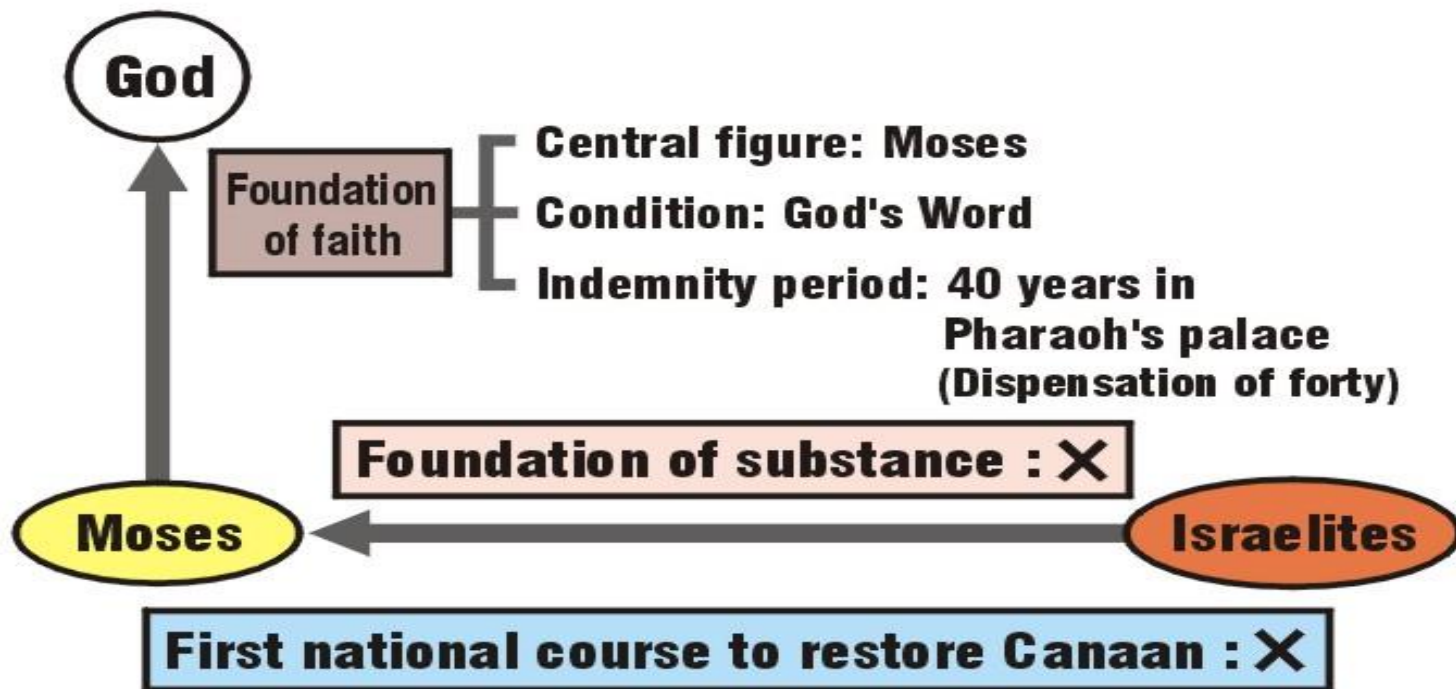 God
Foundation
of faith
Central figure: Moses
Condition: God's Word
Indemnity period: 40 years in
Pharaoh's palace
(Dispensation of forty)
Foundation of substance : ✕
Moses
Israelites
First national course to restore Canaan : ✕